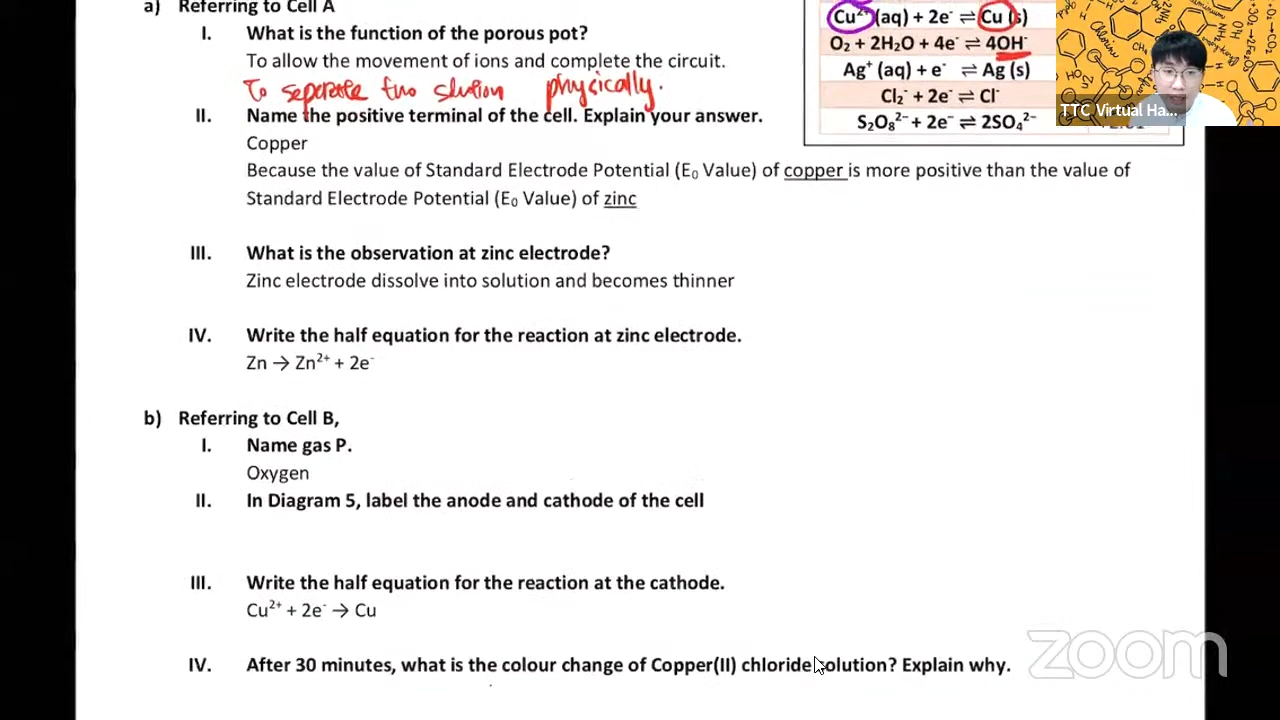 a) Referring to Cell A
I. What is the function of the porous pot?
To allow the movement of ions and complete the circuit.
To seperate two slution physically.
II. Name the positive terminal of the cell. Explain your answer.
Copper
Because the value of Standard Electrode Potential (E₀ Value) of copper is more positive than the value of
Standard Electrode Potential (E₀ Value) of zinc
III. What is the observation at zinc electrode?
Zinc electrode dissolve into solution and becomes thinner
IV. Write the half equation for the reaction at zinc electrode.
Zn → Zn²⁺ + 2e⁻
b) Referring to Cell B,
I. Name gas P.
Oxygen
II. In Diagram 5, label the anode and cathode of the cell
III. Write the half equation for the reaction at the cathode.
Cu²⁺ + 2e⁻ → Cu
IV. After 30 minutes, what is the colour change of Copper(II) chloride solution? Explain why.
Cu²⁺ (aq) + 2e⁻ ⇌ Cu (s)
O₂ + 2H₂O + 4e⁻ ⇌ 4OH⁻
Ag⁺ (aq) + e⁻ ⇌ Ag (s)
Cl₂⁻ + 2e⁻ ⇌ Cl⁻
S₂O₈²⁻ + 2e⁻ ⇌ 2SO₄²⁻
TTC Virtual Ha...
zoom